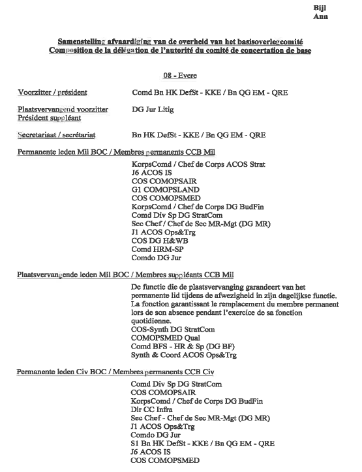 Bijl
Ann
Samenstelling afvaardiging van de overheid van het basisoverlegcomité
Composition de la délégation de l'autorité du comité de concertation de base
08 - Evere
Voorzitter / président Comd Bn HK DefSt - KKE / Bn QG EM - QRE
Plaatsvervangend voorzitter DG Jur Litig
Président suppléant
Secretariaat / secrétariat Bn HK DefSt - KKE / Bn QG EM - QRE
Permanente leden Mil BOC / Membres permanents CCB Mil
KorpsComd / Chef de Corps ACOS Strat
J6 ACOS IS
COS COMOPSAIR
G1 COMOPSLAND
COS COMOPSMED
KorpsComd / Chef de Corps DG BudFin
Comd Div Sp DG StratCom
Sec Chef / Chef de Sec MR-Mgt (DG MR)
J1 ACOS Ops&Trg
COS DG H&WB
Comd HRM-SP
Comdo DG Jur
Plaatsvervangende leden Mil BOC / Membres suppléants CCB Mil
De functie die de plaatsvervanging garandeert van het
permanente lid tijdens de afwezigheid in zijn dagelijkse functie.
La fonction garantissant le remplacement du membre permanent
lors de son absence pendant l'exercice de sa fonction
quotidienne.
COS-Synth DG StratCom
COMOPSMED Qual
Comd BFS - HR & Sp (DG BF)
Synth & Coord ACOS Ops&Trg
Permanente leden Civ BOC / Membres permanents CCB Civ
Comd Div Sp DG StratCom
COS COMOPSAIR
KorpsComd / Chef de Corps DG BudFin
Dir CC Infra
Sec Chef - Chef de Sec MR-Mgt (DG MR)
J1 ACOS Ops&Trg
Comdo DG Jur
S1 Bn HK DefSt - KKE / Bn QG EM - QRE
J6 ACOS IS
COS COMOPSMED